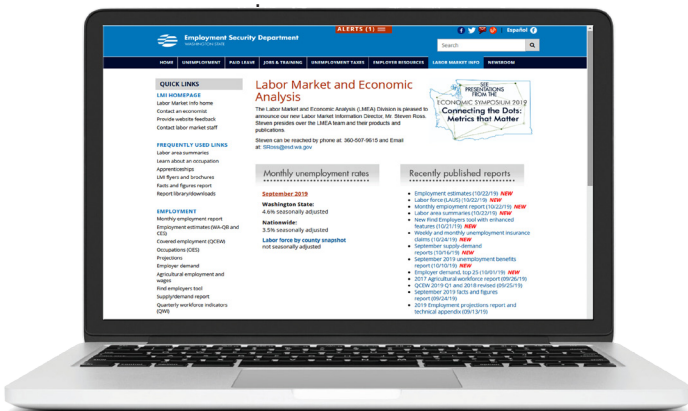 ALERTS (1)
Employment Security Department
WASHINGTON STATE
Español
Search
HOME UNEMPLOYMENT PAID LEAVE JOBS & TRAINING UNEMPLOYMENT TAXES EMPLOYER RESOURCES LABOR MARKET INFO NEWSROOM
QUICK LINKS
LMI HOMEPAGE
Labor Market Info home
Contact an economist
Provide website feedback
Contact labor market staff
FREQUENTLY USED LINKS
Labor area summaries
Learn about an occupation
Apprenticeships
LMI flyers and brochures
Facts and figures report
Report library/downloads
EMPLOYMENT
Monthly employment report
Employment estimates (WA-QB and
CES)
Covered employment (QCEW)
Occupations (OES)
Projections
Employer demand
Agricultural employment and
wages
Find employers tool
Supply/demand report
Quarterly workforce indicators
(QWI)
Labor Market and Economic
Analysis
The Labor Market and Economic Analysis (LMEA) Division is pleased to
announce our new Labor Market Information Director, Mr. Steven Ross.
Steven presides over the LMEA team and their products and
publications
Steven can be reached by phone at: 360-507-9615 and Email
at: SRoss@esd.wa.gov
SEE
PRESENTATIONS
FROM THE
ECONOMIC SYMPOSIUM 2019
Connecting the Dots:
Metrics that Matter
Monthly unemployment rates
September 2019
Washington State:
4.6% seasonally adjusted
Nationwide:
3.5% seasonally adjusted
Labor force by county snapshot
not seasonally adjusted
Recently published reports
Employment estimates (10/22/19) NEW
Labor force (LAUS) (10/22/19) NEW
Monthly employment report (10/22/19) NEW
Labor area summaries (10/22/19) NEW
New Find Employers tool with enhanced
features (10/21/19) NEW
Weekly and monthly unemployment insurance
claims (10/24/19) NEW
September supply-demand
reports (10/16/19) NEW
September 2019 unemployment benefits
report (10/10/19) NEW
Employer demand, top 25 (10/01/19) NEW
2017 Agricultural workforce report (09/26/19)
QCEW 2019 Q1 and 2018 revised (09/25/19)
September 2019 facts and figures
report (09/24/19)
2019 Employment projections report and
technical appendix (09/13/19)